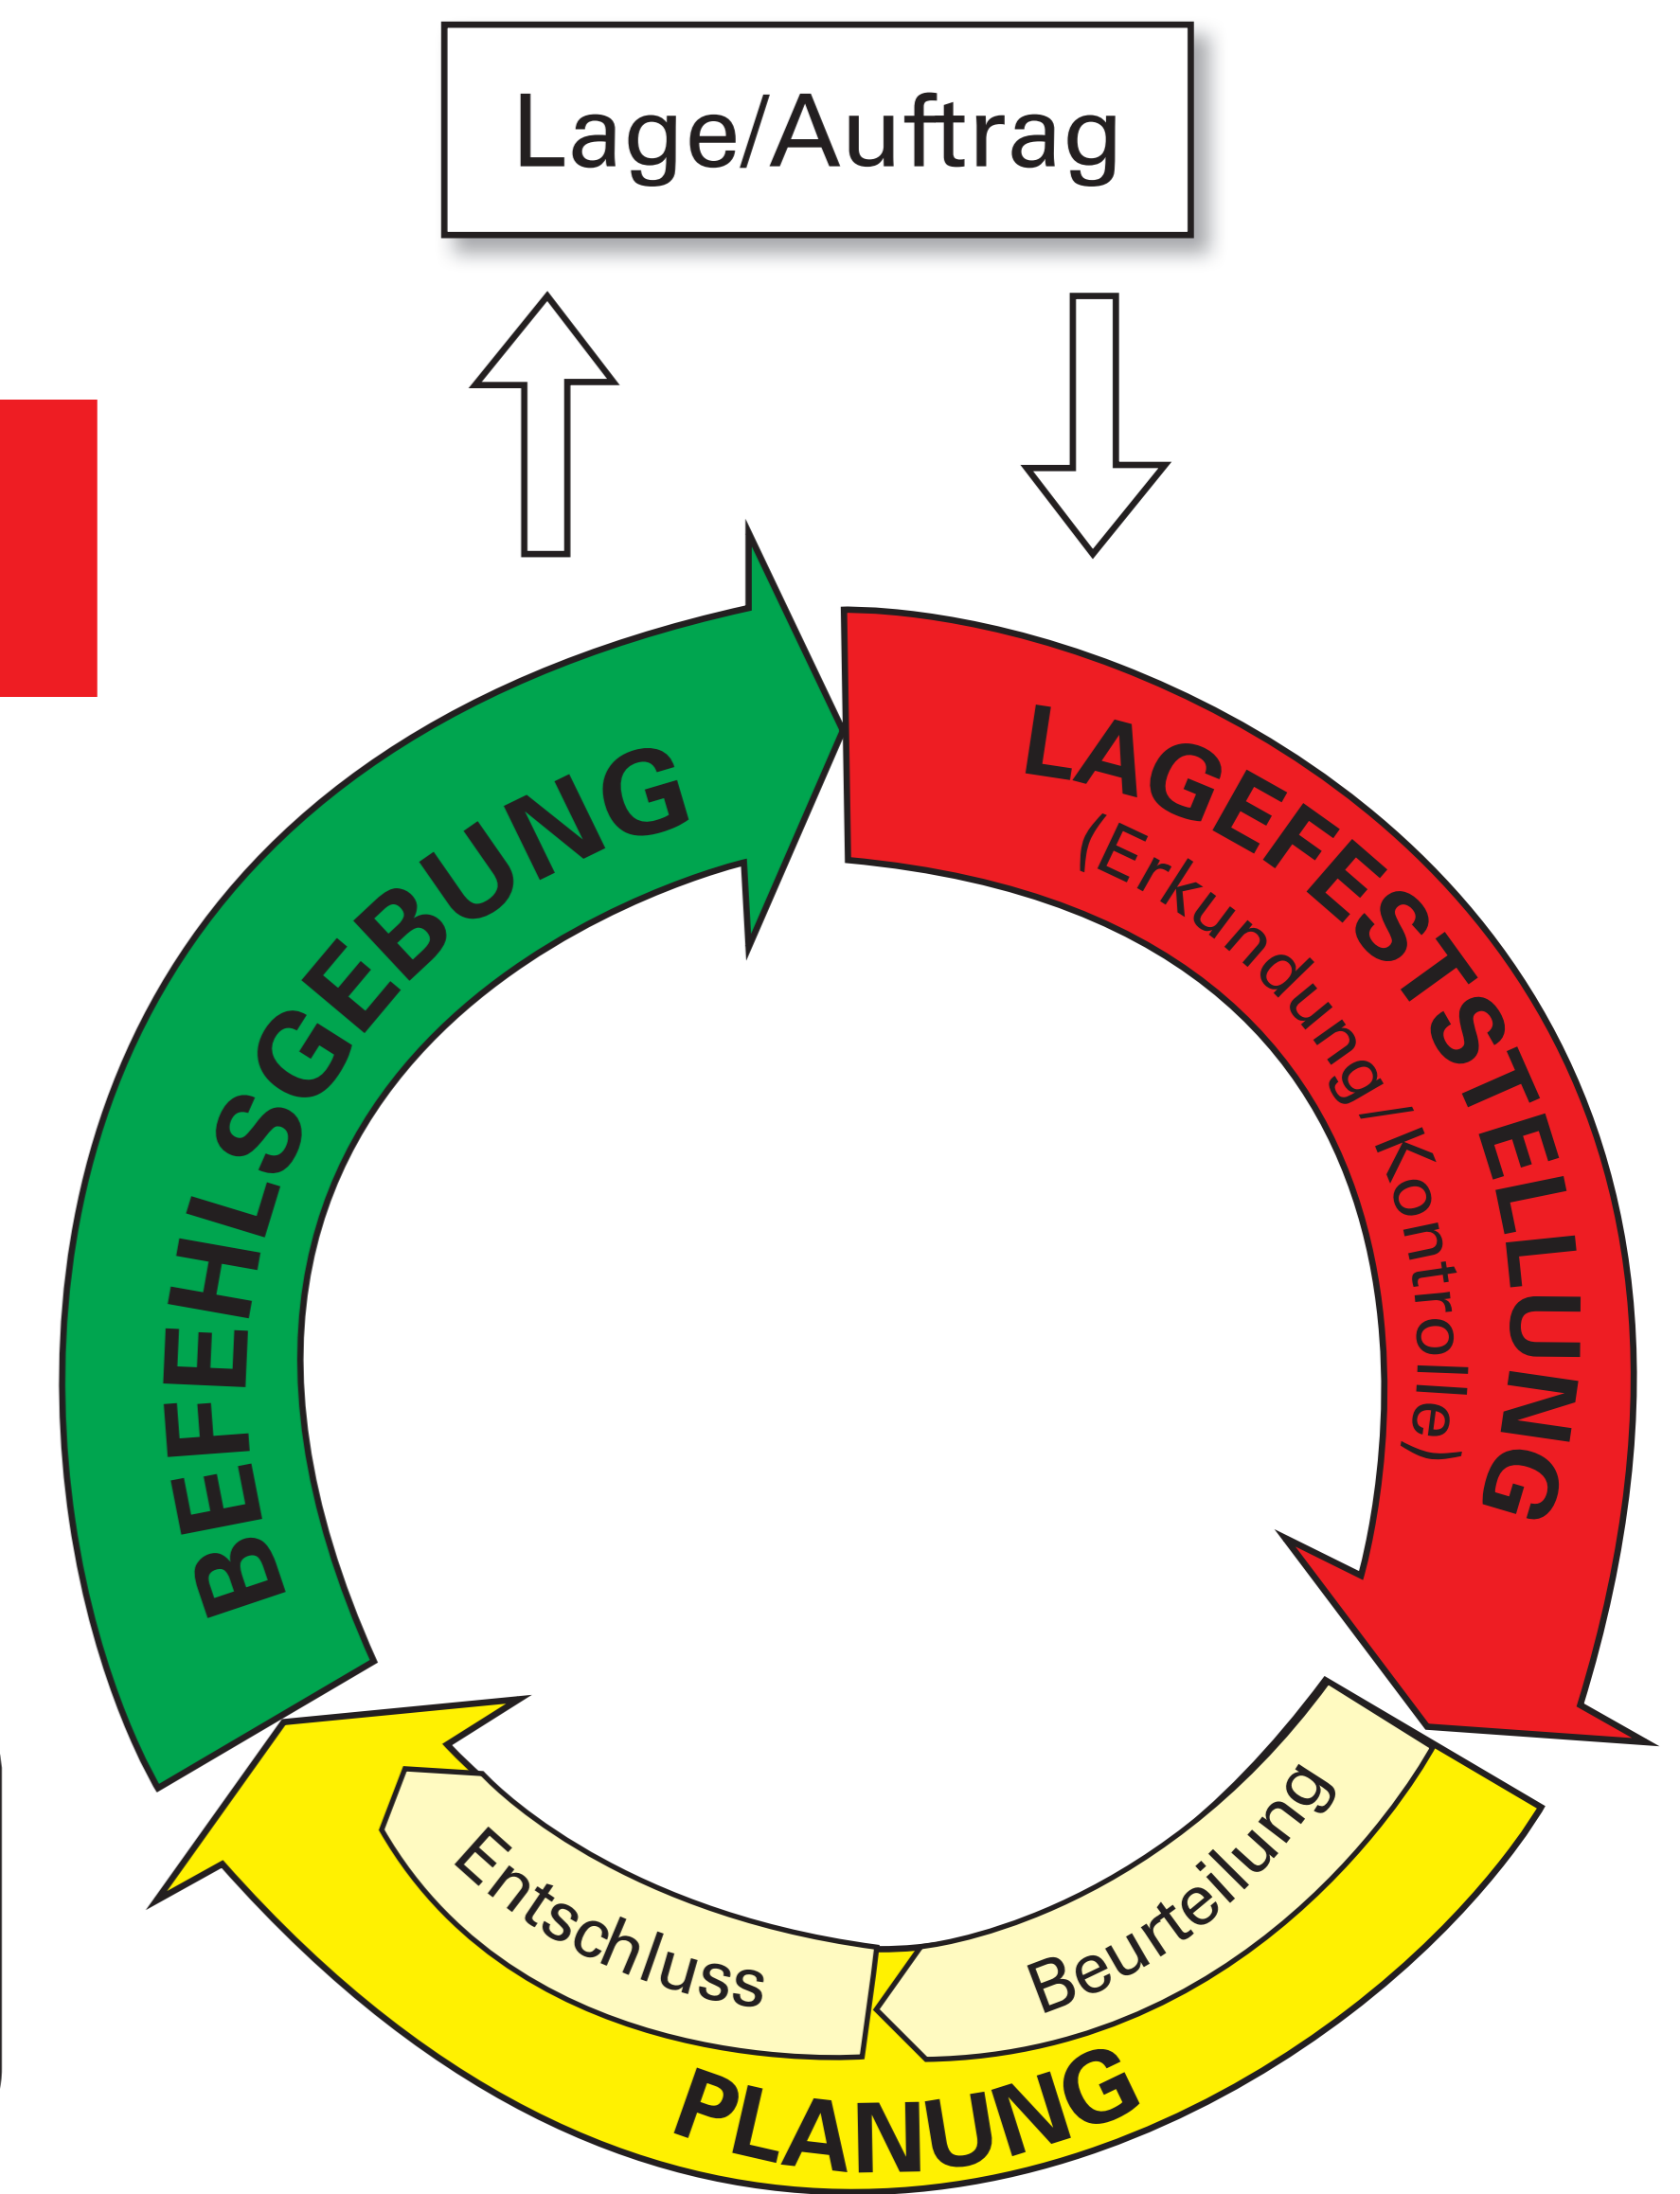 Lage/Auftrag
LAGEFESTSTELLUNG
(Erkundung/Kontrolle)
Beurteilung
Entschluss
PLANUNG
BEFEHLSGEBUNG